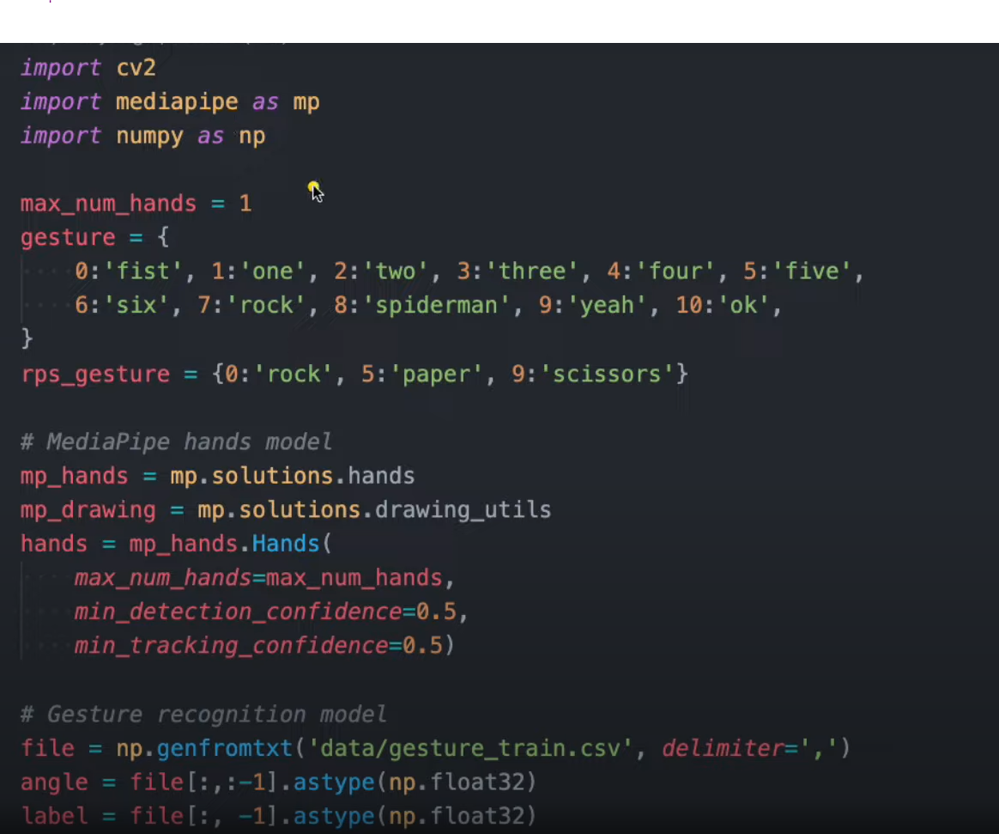 import cv2
import mediapipe as mp
import numpy as np
max_num_hands = 1
gesture = {
    0:'fist', 1:'one', 2:'two', 3:'three', 4:'four', 5:'five',
    6:'six', 7:'rock', 8:'spiderman', 9:'yeah', 10:'ok',
}
rps_gesture = {0:'rock', 5:'paper', 9:'scissors'}
# MediaPipe hands model
mp_hands = mp.solutions.hands
mp_drawing = mp.solutions.drawing_utils
hands = mp_hands.Hands(
    max_num_hands=max_num_hands,
    min_detection_confidence=0.5,
    min_tracking_confidence=0.5)
# Gesture recognition model
file = np.genfromtxt('data/gesture_train.csv', delimiter=',')
angle = file[:,:-1].astype(np.float32)
label = file[:, -1].astype(np.float32)